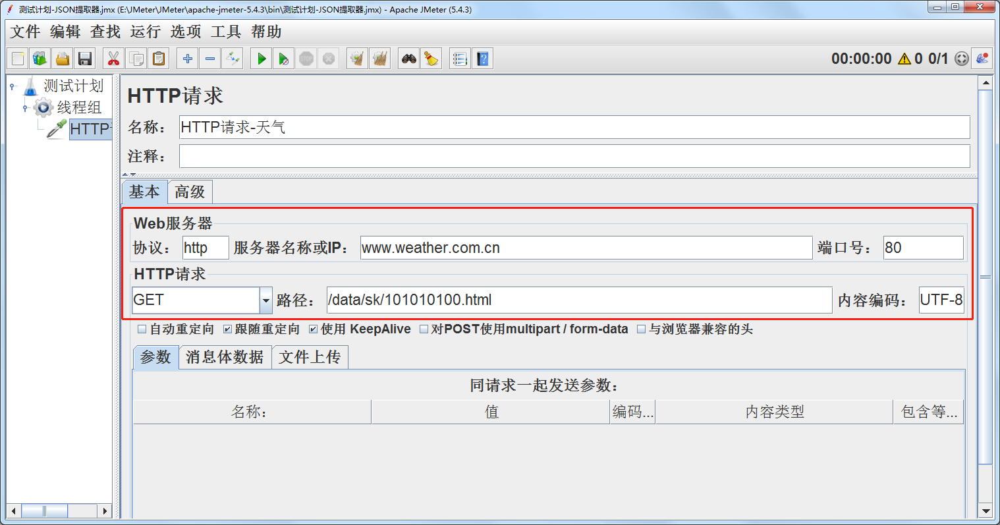 测试计划-JSON提取器.jmx (E:\JMeter\JMeter\apache-jmeter-5.4.3\bin\测试计划-JSON提取器.jmx) - Apache JMeter (5.4.3)
文件 编辑 查找 运行 选项 工具 帮助
00:00:00 0 0/1
测试计划
线程组
HTTP
HTTP请求
名称： HTTP请求-天气
注释：
基本 高级
Web服务器
协议： http 服务器名称或IP： www.weather.com.cn 端口号： 80
HTTP请求
GET 路径： /data/sk/101010100.html 内容编码： UTF-8
自动重定向 跟随重定向 使用 KeepAlive 对POST使用multipart / form-data 与浏览器兼容的头
参数 消息体数据 文件上传
同请求一起发送参数：
名称： 值 编码... 内容类型 包含等...